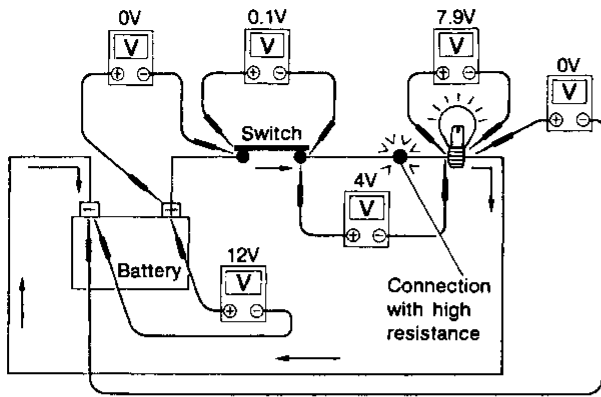 0V
0.1V
7.9V
0V
V
V
V
V
Switch
4V
V
Battery
12V
V
Connection
with high
resistance